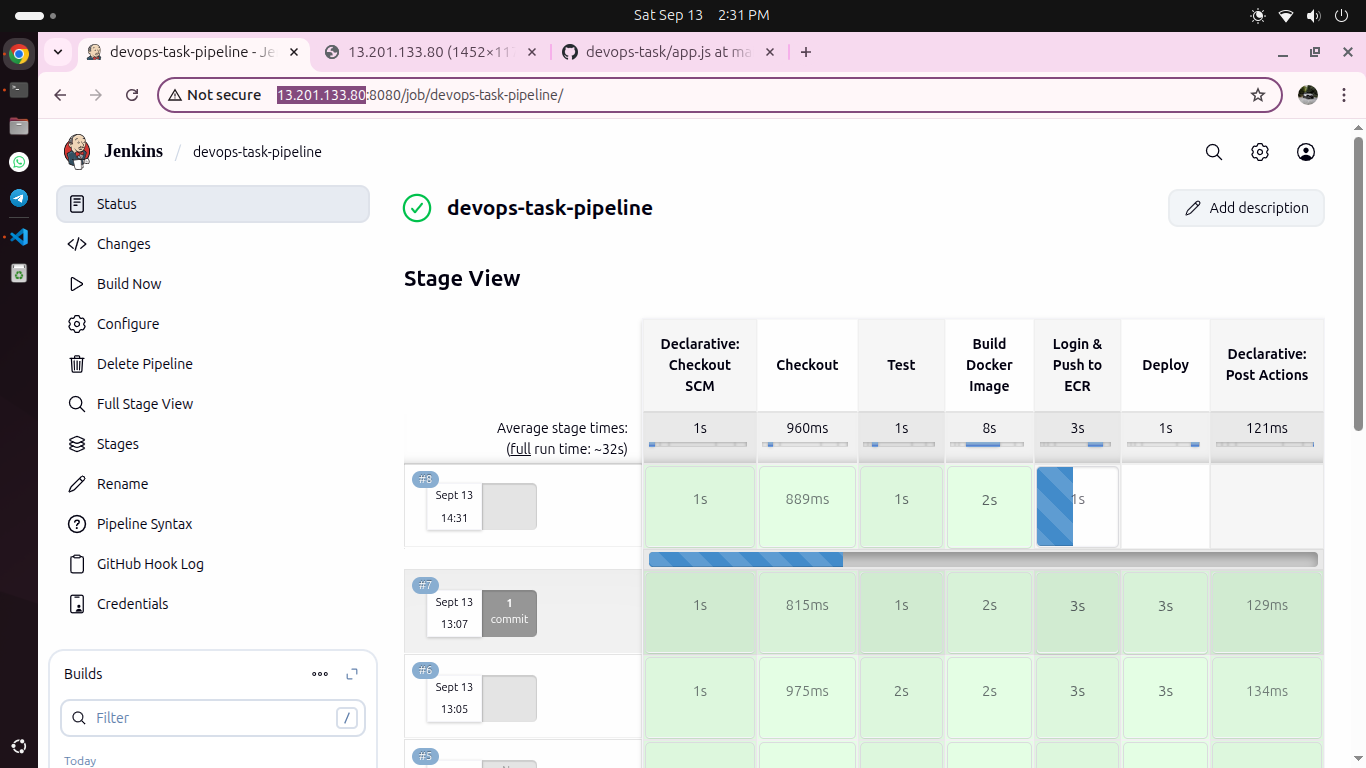 Sat Sep 13 2:31 PM
devops-task-pipeline - Je
13.201.133.80 (1452×11
devops-task/app.js at ma
Not secure 13.201.133.80:8080/job/devops-task-pipeline/
Jenkins / devops-task-pipeline
Status
Changes
Build Now
Configure
Delete Pipeline
Full Stage View
Stages
Rename
Pipeline Syntax
GitHub Hook Log
Credentials
Builds
Filter /
Today
devops-task-pipeline
Add description
Stage View
Declarative: Checkout SCM
Checkout
Test
Build Docker Image
Login & Push to ECR
Deploy
Declarative: Post Actions
Average stage times:
(full run time: ~32s)
1s 960ms 1s 8s 3s 1s 121ms
#8
Sept 13
14:31
1s 889ms 1s 2s 1s
#7
Sept 13
13:07
1
commit
1s 815ms 1s 2s 3s 3s 129ms
#6
Sept 13
13:05
1s 975ms 2s 2s 3s 3s 134ms
#5